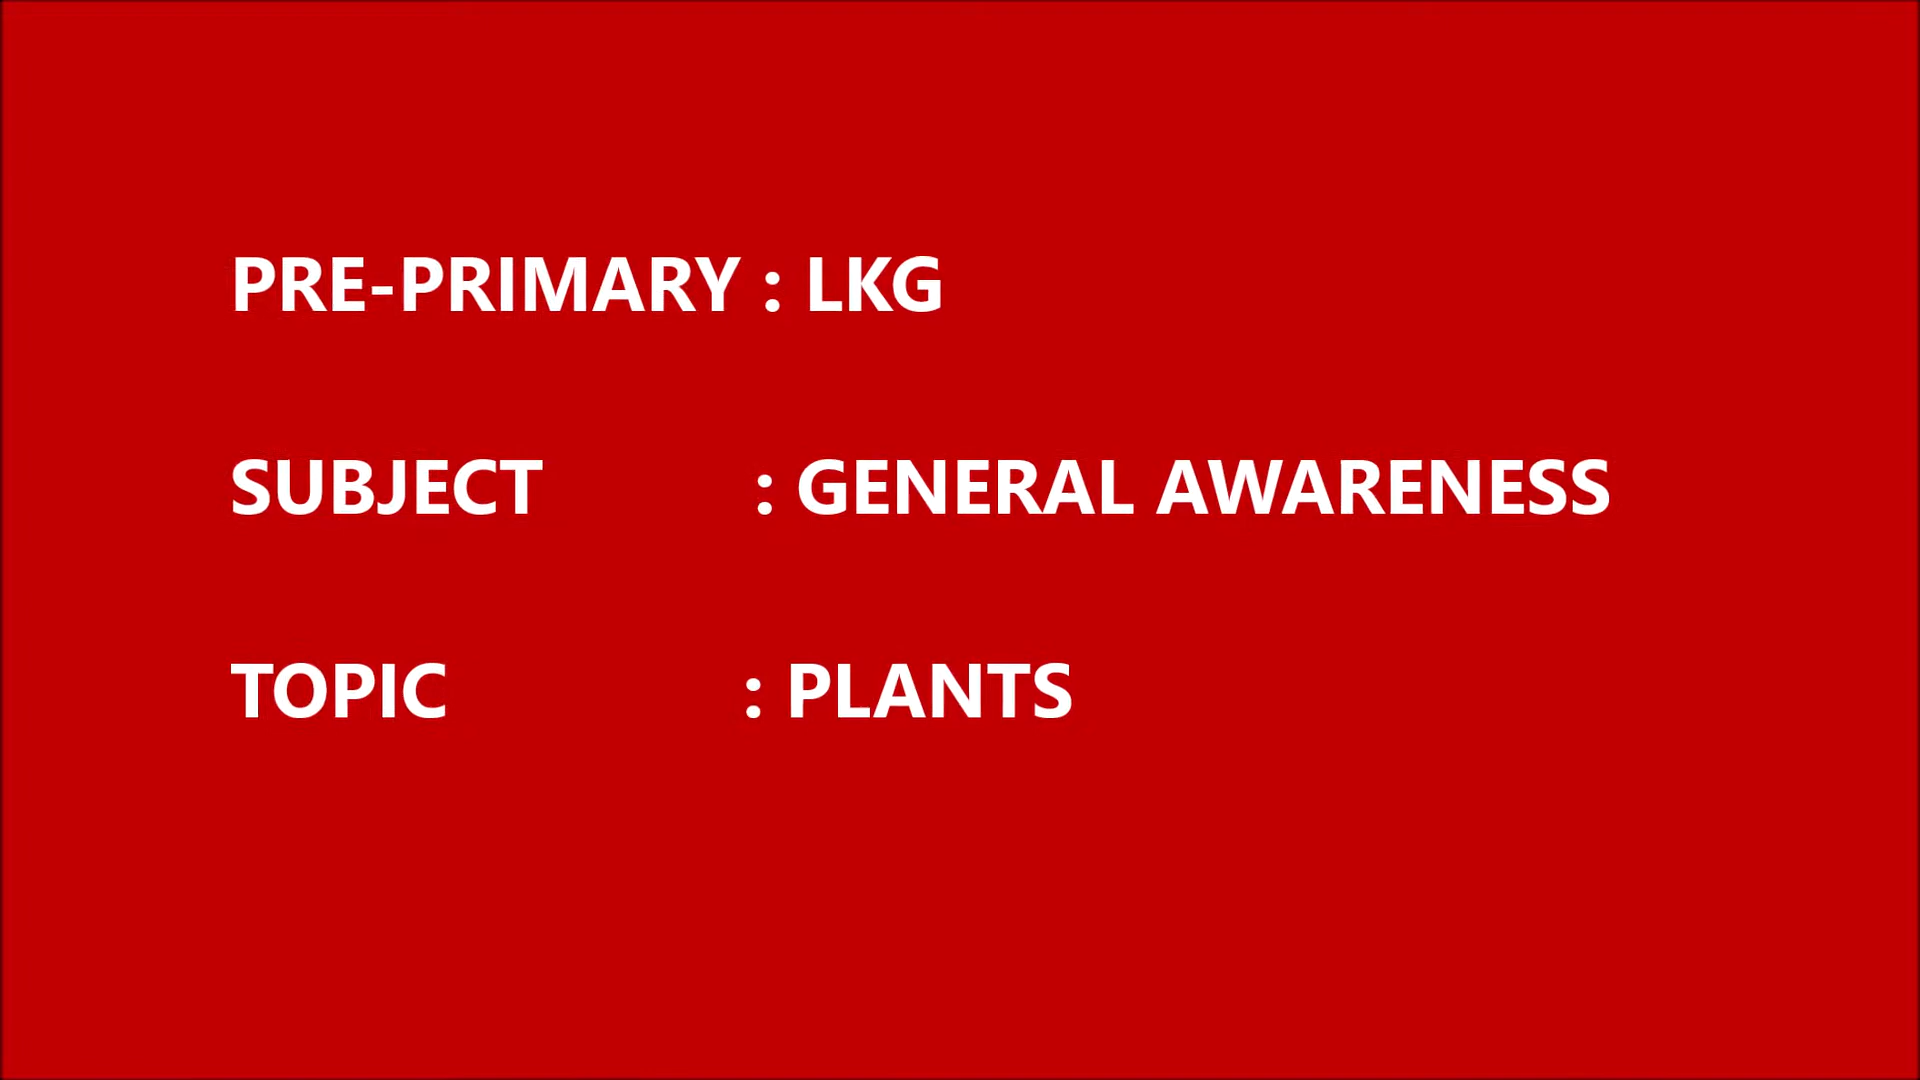 PRE-PRIMARY : LKG
SUBJECT : GENERAL AWARENESS
TOPIC : PLANTS